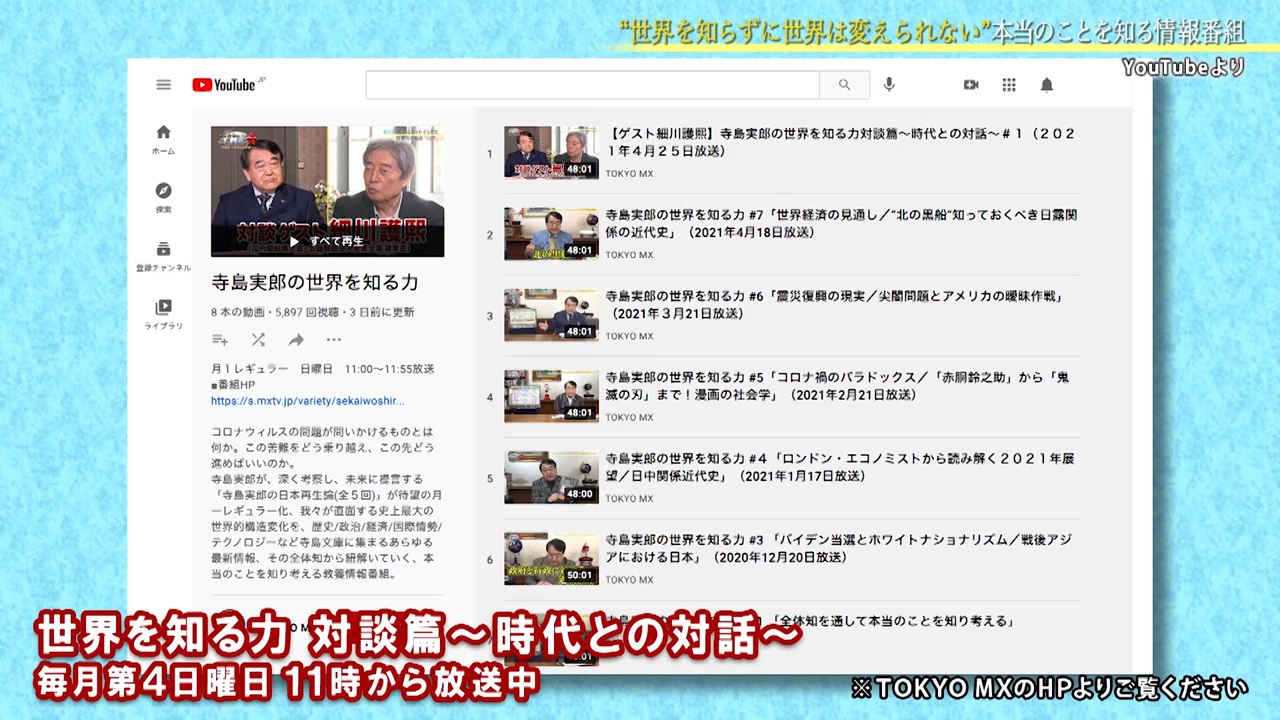 “世界を知らずに世界は変えられない”本当のことを知る情報番組
YouTubeより
YouTube JP
ホーム
探索
登録チャンネル
ライブラリ
対談ゲスト 細川護熙
すべて再生
寺島実郎の世界を知る力
8 本の動画・5,897 回視聴・3 日前に更新
月１レギュラー　日曜日　11:00～11:55放送
■番組HP
https://s.mxtv.jp/variety/sekaiwoshir...
コロナウィルスの問題が問いかけるものとは
何か。この苦難をどう乗り越え、この先どう
進めばいいのか。
寺島実郎が、深く考察し、未来に提言する
「寺島実郎の日本再生論(全５回)」が待望の月
一レギュラー化、我々が直面する史上最大の
世界的構造変化を、歴史/政治/経済/国際情勢/
テクノロジーなど寺島文庫に集まるあらゆる
最新情報、その全体知から紐解いていく、本
当のことを知り考える教養情報番組。
1
48:01
【ゲスト細川護熙】寺島実郎の世界を知る力対談篇～時代との対話～＃１（２０２
１年４月２５日放送）
TOKYO MX
2
48:01
寺島実郎の世界を知る力 #7「世界経済の見通し／“北の黒船”知っておくべき日露関
係の近代史」（2021年4月18日放送）
TOKYO MX
3
48:01
寺島実郎の世界を知る力 #6「震災復興の現実／尖閣問題とアメリカの曖昧作戦」
（2021年３月21日放送）
TOKYO MX
4
48:01
寺島実郎の世界を知る力 #5「コロナ禍のパラドックス／「赤胴鈴之助」から「鬼
滅の刃」まで！漫画の社会学」（2021年2月21日放送）
TOKYO MX
5
48:00
寺島実郎の世界を知る力 #４「ロンドン・エコノミストから読み解く２０２１年展
望／日中関係近代史」（2021年1月17日放送）
TOKYO MX
6
50:01
寺島実郎の世界を知る力 #3 「バイデン当選とホワイトナショナリズム／戦後アジ
アにおける日本」（2020年12月20日放送）
TOKYO MX
「全体知を通して本当のことを知り考える」
世界を知る力 対談篇～時代との対話～
毎月第4日曜日 11時から放送中
※TOKYO MXのHPよりご覧ください